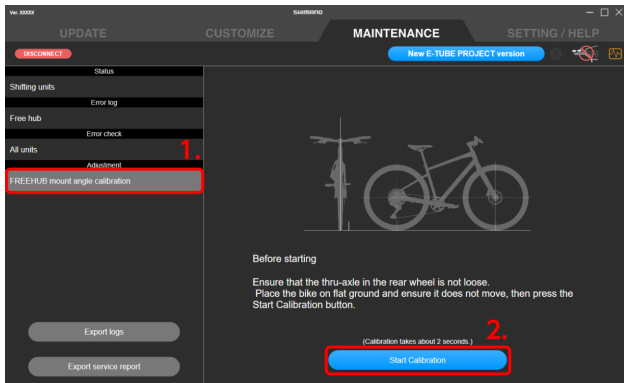 Ver. XXXXX
SHIMANO
UPDATE
CUSTOMIZE
MAINTENANCE
SETTING / HELP
DISCONNECT
New E-TUBE PROJECT version
Status
Shifting units
Error log
Free hub
Error check
All units
1.
Adjustment
FREEHUB mount angle calibration
Before starting
Ensure that the thru-axle in the rear wheel is not loose.
Place the bike on flat ground and ensure it does not move, then press the
Start Calibration button.
2.
(Calibration takes about 2 seconds.)
Start Calibration
Export logs
Export service report